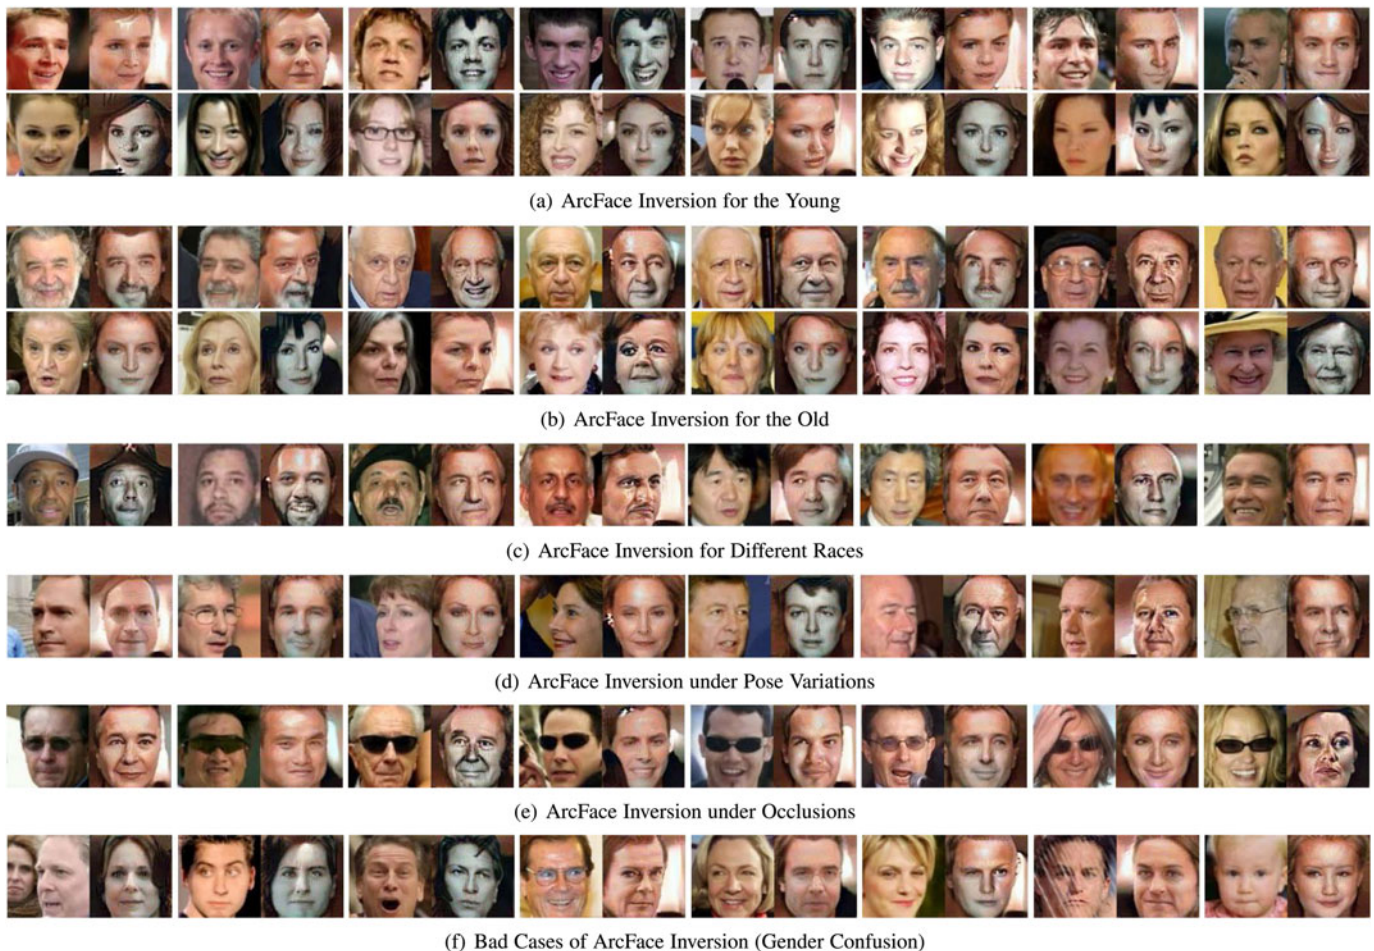 (a) ArcFace Inversion for the Young
(b) ArcFace Inversion for the Old
(c) ArcFace Inversion for Different Races
(d) ArcFace Inversion under Pose Variations
(e) ArcFace Inversion under Occlusions
(f) Bad Cases of ArcFace Inversion (Gender Confusion)